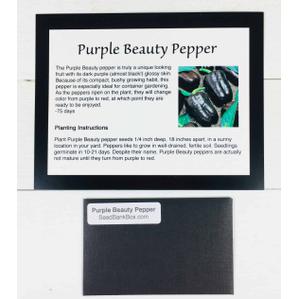 Purple Beauty Pepper
The Purple Beauty pepper is truly a unique looking
fruit with its dark purple (almost black!) glossy skin.
Because of its compact, bushy growing habit, this
pepper is especially ideal for container gardening.
As the peppers ripen on the plant, they will change
color from purple to red, at which point they are
ready to be enjoyed.
~75 days
Planting Instructions
Plant Purple Beauty pepper seeds 1/4 inch deep, 18 inches apart, in a sunny
location in your yard. Peppers like to grow in well-drained, fertile soil. Seedlings
germinate in 10-21 days. Despite their name, Purple Beauty peppers are actually
not mature until they turn from purple to red.
Purple Beauty Pepper
SeedBankBox.com